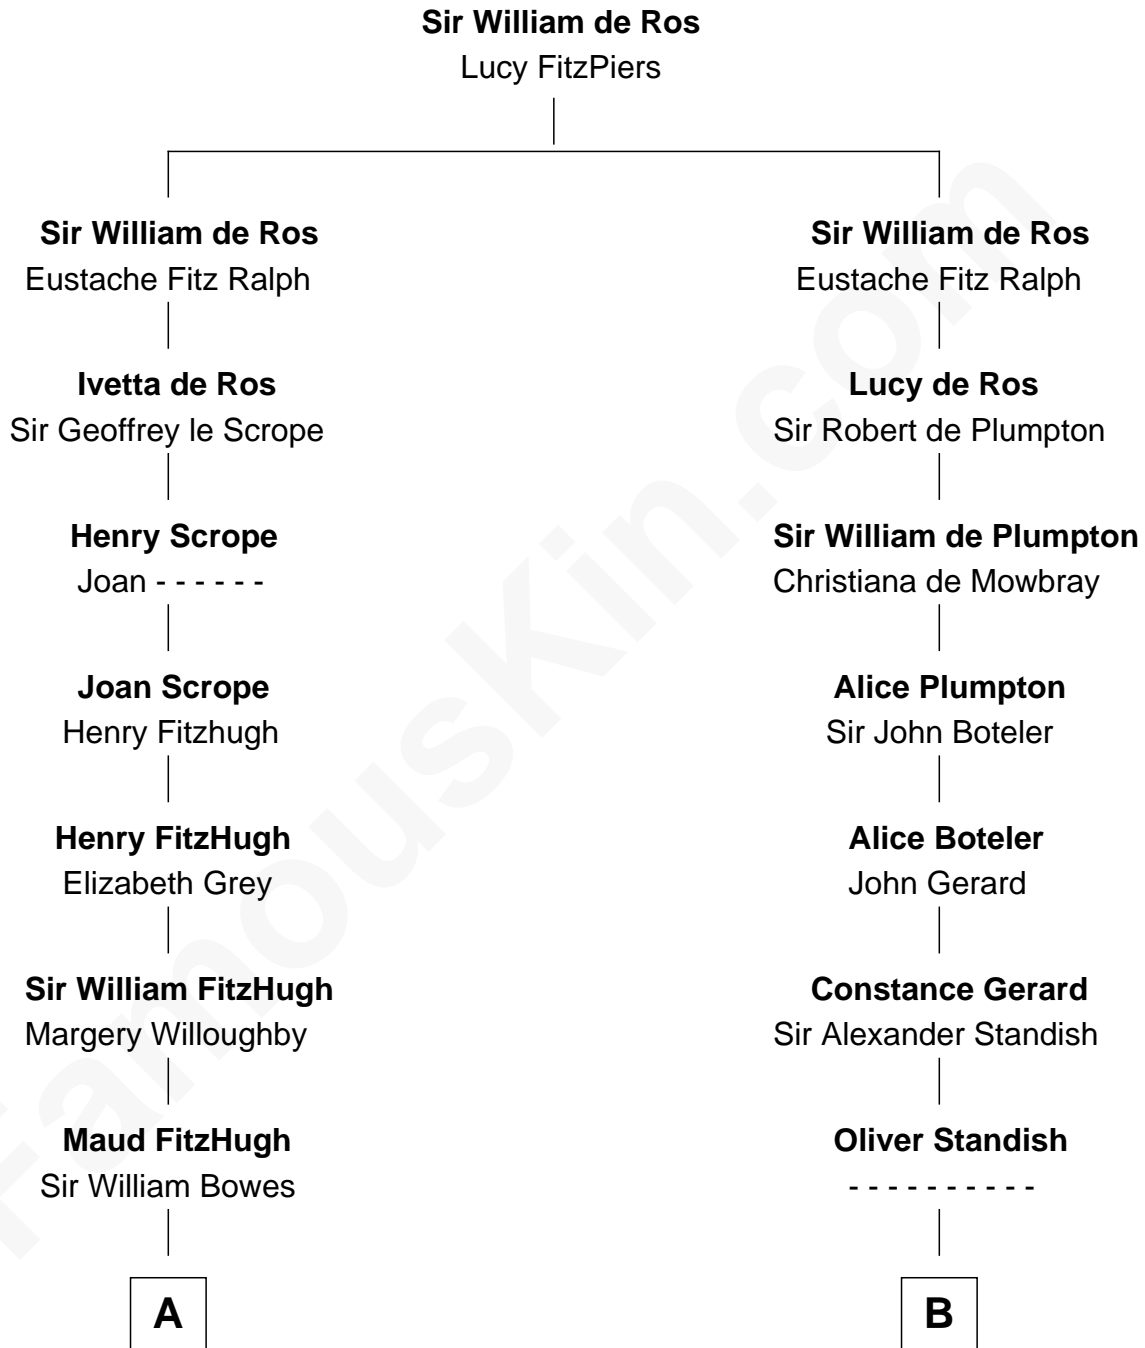 Sir William de Ros
Lucy FitzPiers
Sir William de Ros
Eustache Fitz Ralph
Sir William de Ros
Eustache Fitz Ralph
Ivetta de Ros
Sir Geoffrey le Scrope
Lucy de Ros
Sir Robert de Plumpton
Henry Scrope
Joan - - - - - -
Sir William de Plumpton
Christiana de Mowbray
Joan Scrope
Henry Fitzhugh
Alice Plumpton
Sir John Boteler
Henry FitzHugh
Elizabeth Grey
Alice Boteler
John Gerard
Sir William FitzHugh
Margery Willoughby
Constance Gerard
Sir Alexander Standish
Maud FitzHugh
Sir William Bowes
Oliver Standish
- - - - - - - - - -
A
B
FamousKin.com